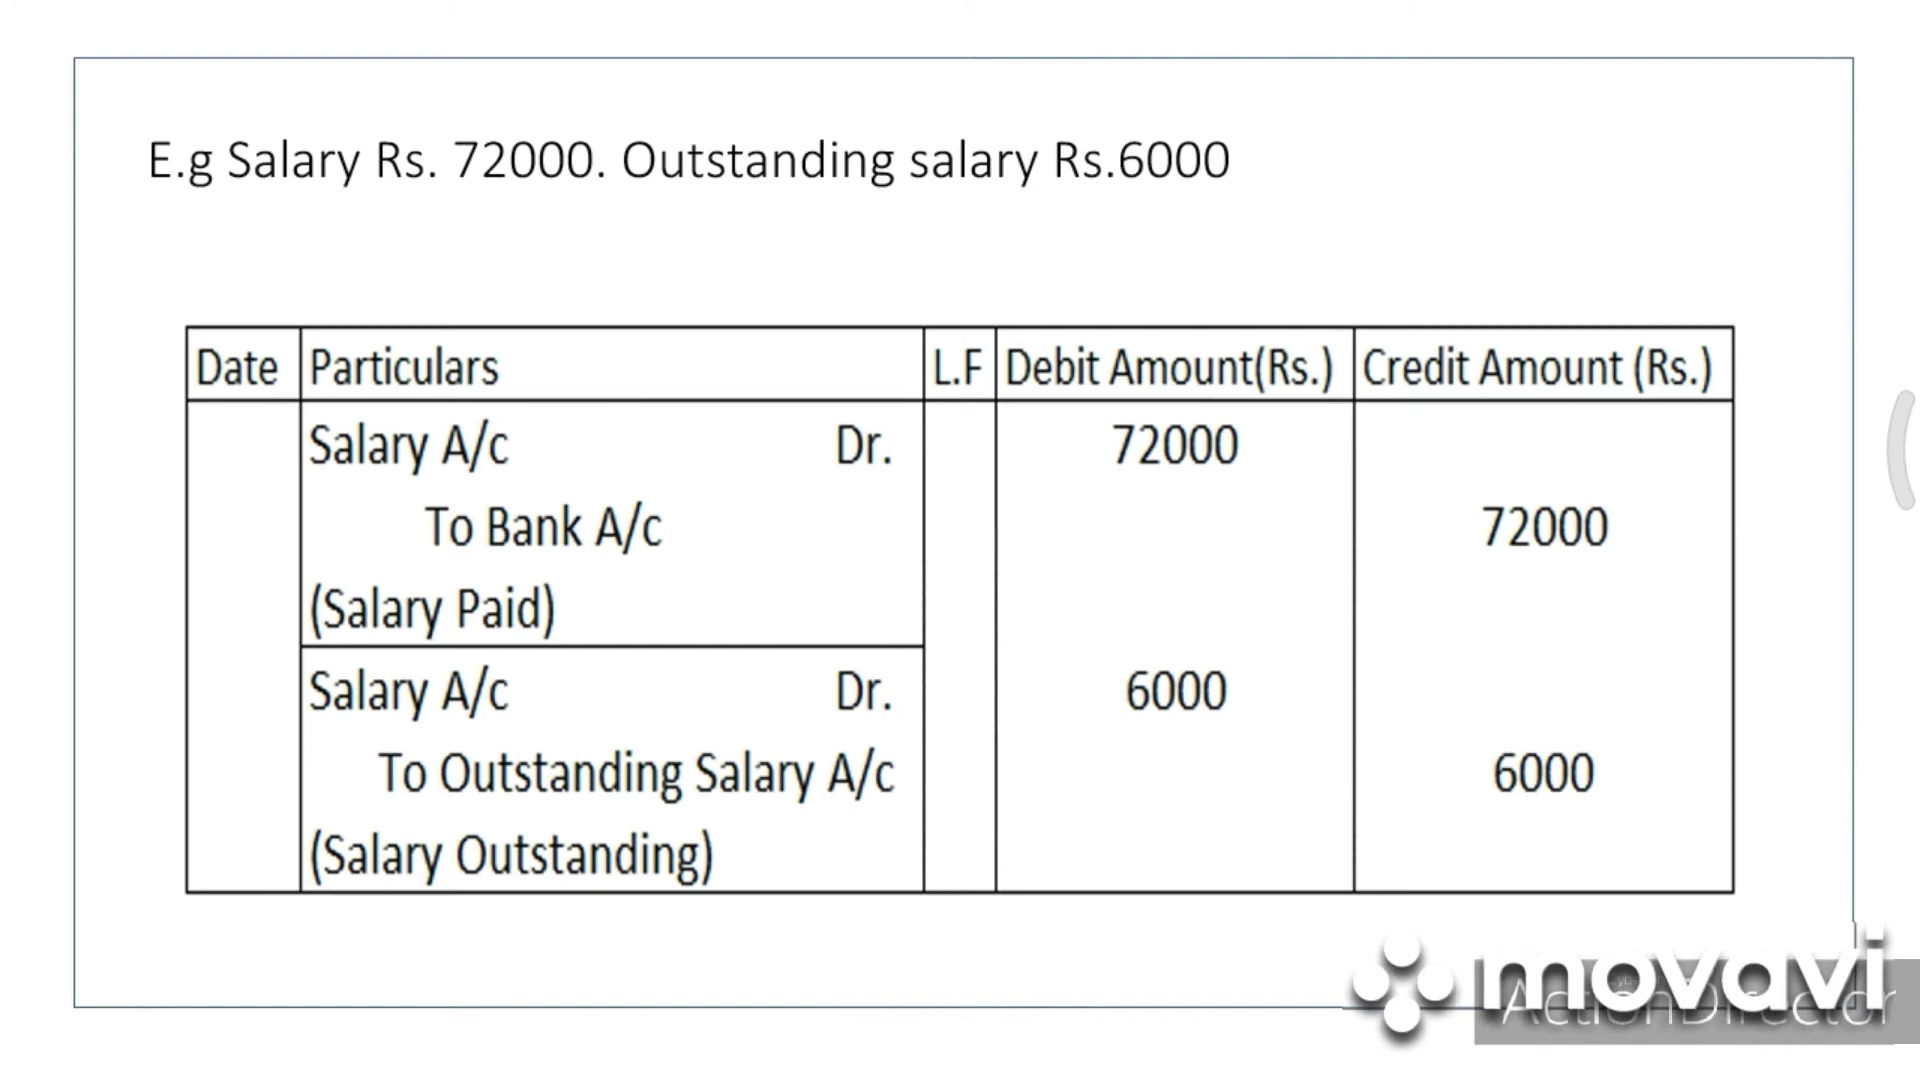 E.g Salary Rs. 72000. Outstanding salary Rs.6000
Date Particulars L.F Debit Amount(Rs.) Credit Amount (Rs.)
Salary A/c Dr. 72000
To Bank A/c 72000
(Salary Paid)
Salary A/c Dr. 6000
To Outstanding Salary A/c 6000
(Salary Outstanding)
movavi
ActionDirector